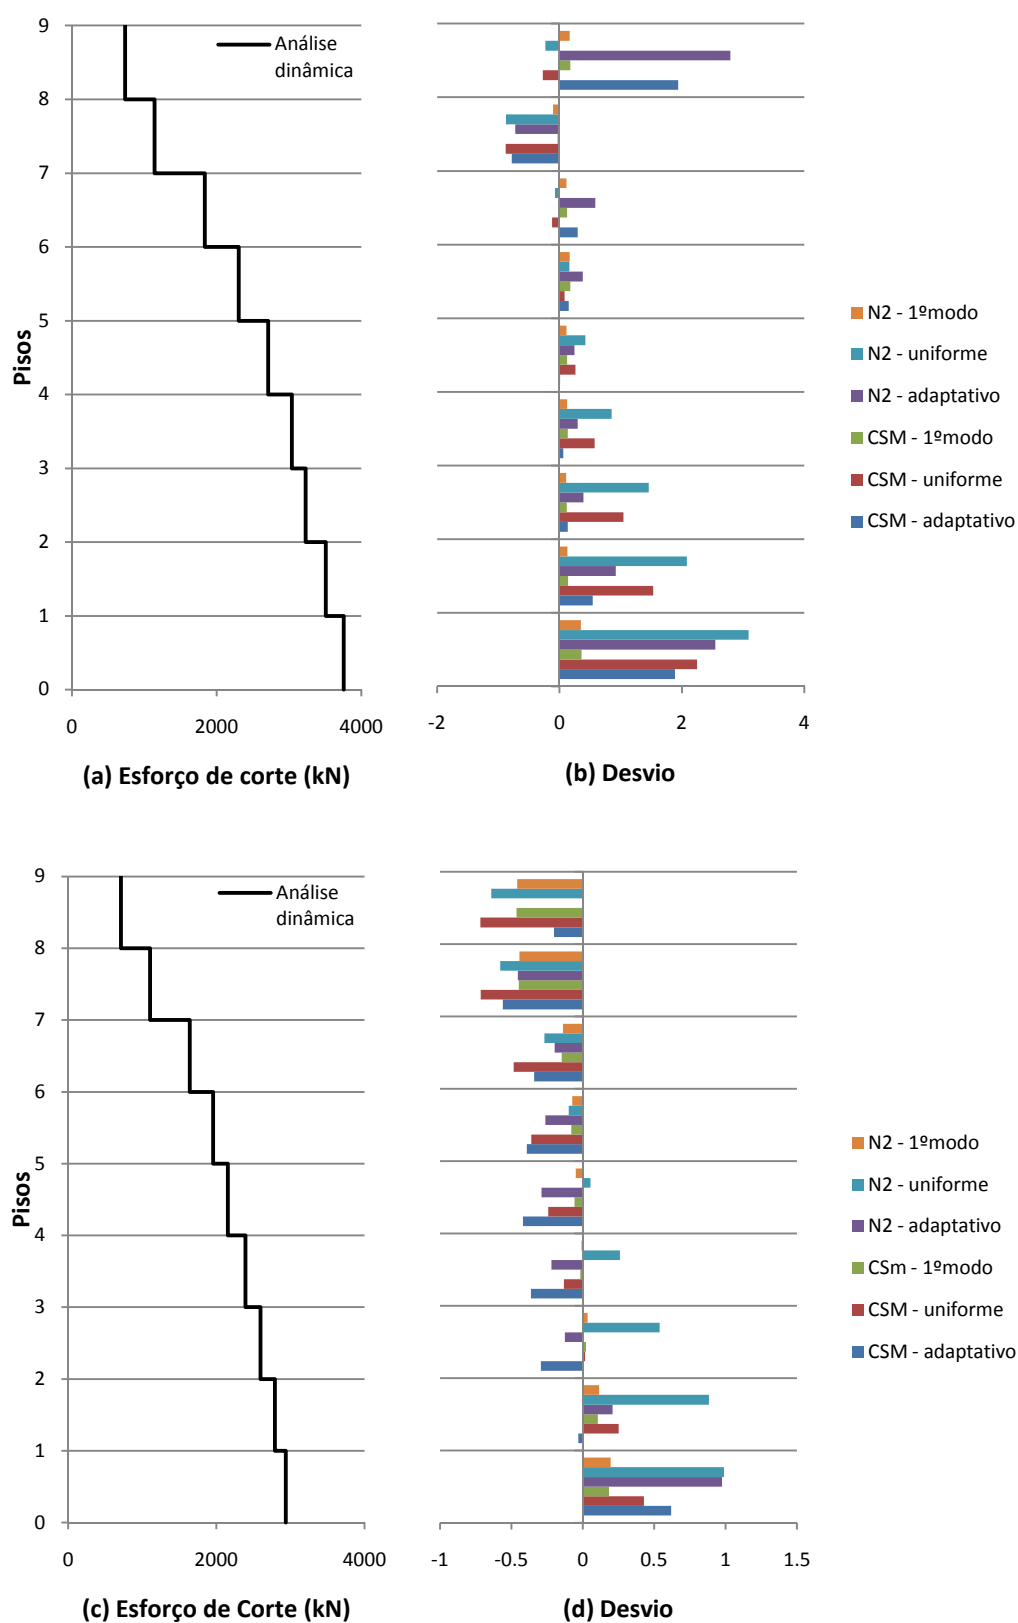 9
8
7
6
5
4
3
2
1
0
Pisos
Análise
dinâmica
0
2000
4000
(a) Esforço de corte (kN)
-2
0
2
4
(b) Desvio
N2 - 1ºmodo
N2 - uniforme
N2 - adaptativo
CSM - 1ºmodo
CSM - uniforme
CSM - adaptativo
9
8
7
6
5
4
3
2
1
0
Pisos
Análise
dinâmica
0
2000
4000
(c) Esforço de Corte (kN)
-1
-0.5
0
0.5
1
1.5
(d) Desvio
N2 - 1ºmodo
N2 - uniforme
N2 - adaptativo
CSm - 1ºmodo
CSM - uniforme
CSM - adaptativo